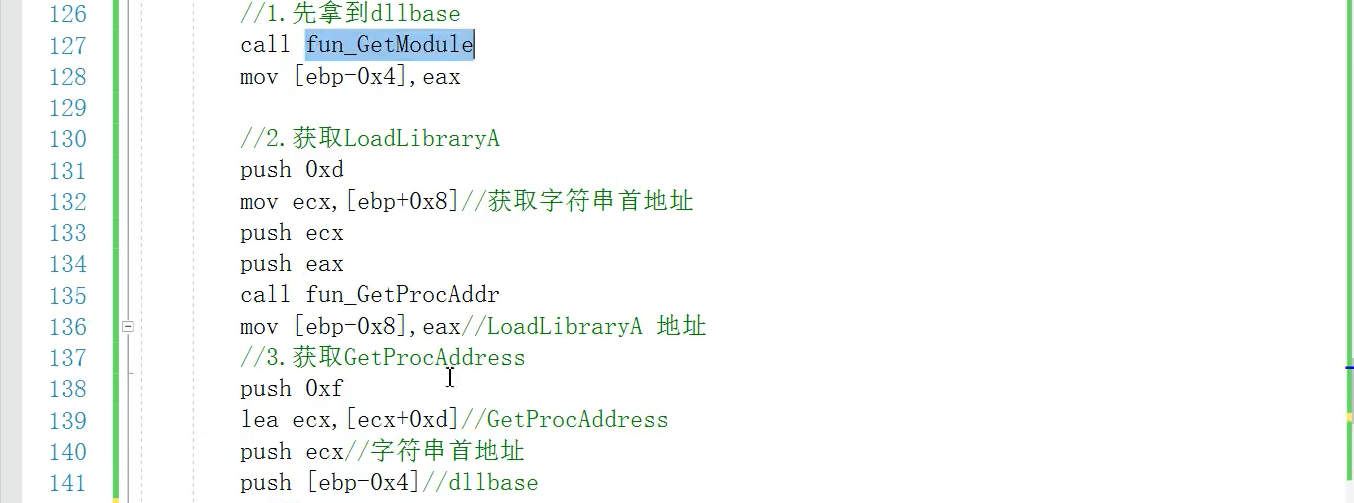 126 //1.先拿到dllbase
127 call fun_GetModule
128 mov [ebp-0x4],eax
129
130 //2.获取LoadLibraryA
131 push 0xd
132 mov ecx,[ebp+0x8]//获取字符串首地址
133 push ecx
134 push eax
135 call fun_GetProcAddr
136 mov [ebp-0x8],eax//LoadLibraryA 地址
137 //3.获取GetProcAddress
138 push 0xf
139 lea ecx,[ecx+0xd]//GetProcAddress
140 push ecx//字符串首地址
141 push [ebp-0x4]//dllbase